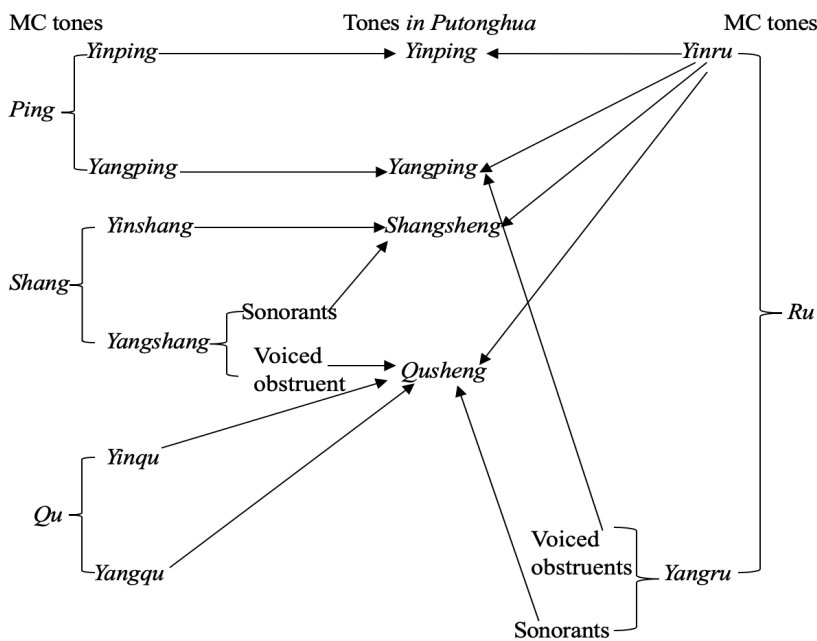 MC tones
Tones in Putonghua
MC tones
Yinping
Yinping
Yinru
Ping
Yangping
Yangping
Yinshang
Shangsheng
Shang
Sonorants
Ru
Yangshang
Voiced
obstruent
Qusheng
Yinqu
Qu
Voiced
obstruents
Yangqu
Yangru
Sonorants